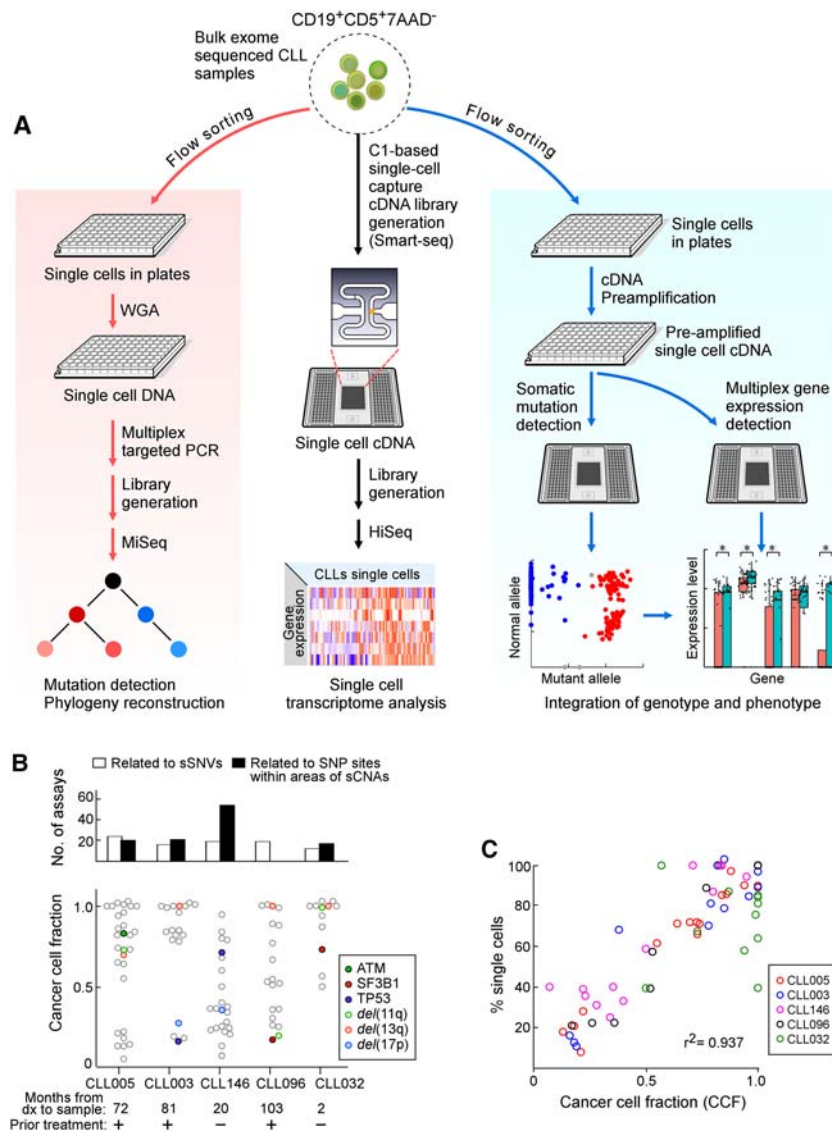 CD19+CD5+7AAD-
Bulk exome
sequenced CLL
samples
A
Flow sorting
Flow sorting
C1-based
single-cell
capture
cDNA library
generation
(Smart-seq)
Single cells in plates
WGA
Single cell DNA
Multiplex
targeted PCR
Library
generation
MiSeq
Mutation detection
Phylogeny reconstruction
Single cell cDNA
Library
generation
HiSeq
CLLs single cells
Gene
expression
Single cell
transcriptome analysis
Single cells
in plates
cDNA
Preamplification
Pre-amplified
single cell cDNA
Somatic
mutation
detection
Multiplex gene
expression
detection
Normal allele
Mutant allele
Expression level
* * * *
Gene
Integration of genotype and phenotype
B
Related to sSNVs
Related to SNP sites
within areas of sCNAs
No. of assays
60
40
20
Cancer cell fraction
1.0
0.5
0
ATM
SF3B1
TP53
del(11q)
del(13q)
del(17p)
CLL005 CLL003 CLL146 CLL096 CLL032
Months from
dx to sample: 72 81 20 103 2
Prior treatment: + + − + −
C
% single cells
100
80
60
40
20
0 0.5 1.0
Cancer cell fraction (CCF)
r2= 0.937
CLL005
CLL003
CLL146
CLL096
CLL032